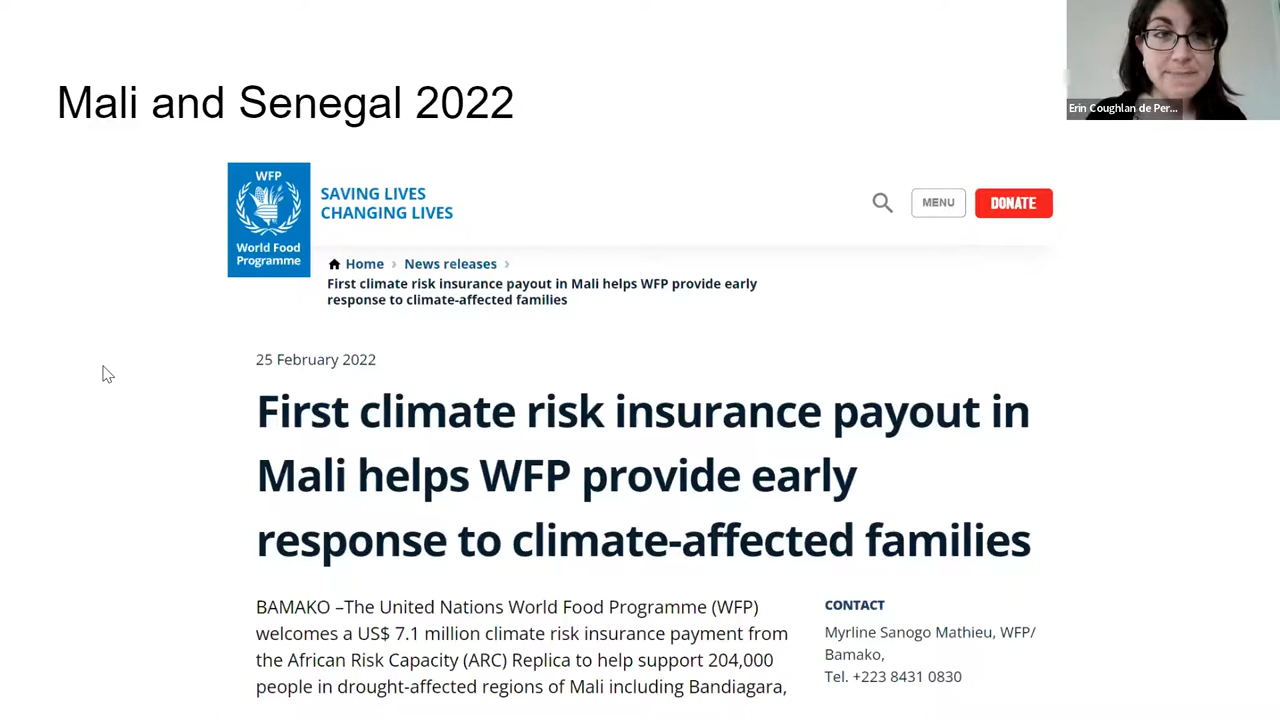 Erin Coughlan de Per...
Mali and Senegal 2022
WFP
World Food
Programme
SAVING LIVES
CHANGING LIVES
MENU
DONATE
Home › News releases ›
First climate risk insurance payout in Mali helps WFP provide early
response to climate-affected families
25 February 2022
First climate risk insurance payout in
Mali helps WFP provide early
response to climate-affected families
BAMAKO –The United Nations World Food Programme (WFP)
welcomes a US$ 7.1 million climate risk insurance payment from
the African Risk Capacity (ARC) Replica to help support 204,000
people in drought-affected regions of Mali including Bandiagara,
CONTACT
Myrline Sanogo Mathieu, WFP/
Bamako,
Tel. +223 8431 0830